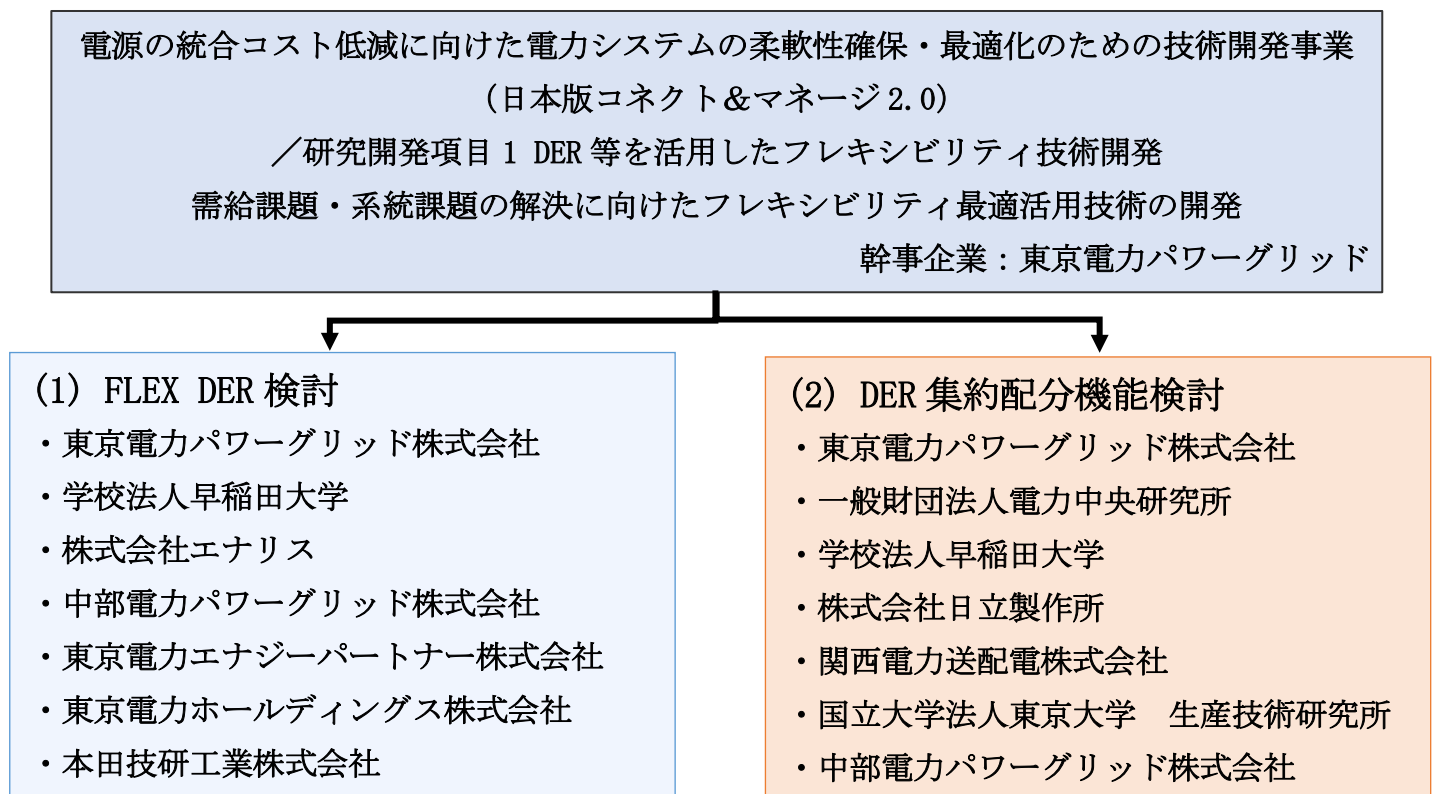 電源の統合コスト低減に向けた電力システムの柔軟性確保・最適化のための技術開発事業
(日本版コネクト&マネージ 2.0)
/研究開発項目 1 DER 等を活用したフレキシビリティ技術開発
需給課題・系統課題の解決に向けたフレキシビリティ最適活用技術の開発
幹事企業:東京電力パワーグリッド
(1) FLEX DER 検討
・東京電力パワーグリッド株式会社
・学校法人早稲田大学
・株式会社エナリス
・中部電力パワーグリッド株式会社
・東京電力エナジーパートナー株式会社
・東京電力ホールディングス株式会社
・本田技研工業株式会社
(2) DER 集約配分機能検討
・東京電力パワーグリッド株式会社
・一般財団法人電力中央研究所
・学校法人早稲田大学
・株式会社日立製作所
・関西電力送配電株式会社
・国立大学法人東京大学 生産技術研究所
・中部電力パワーグリッド株式会社